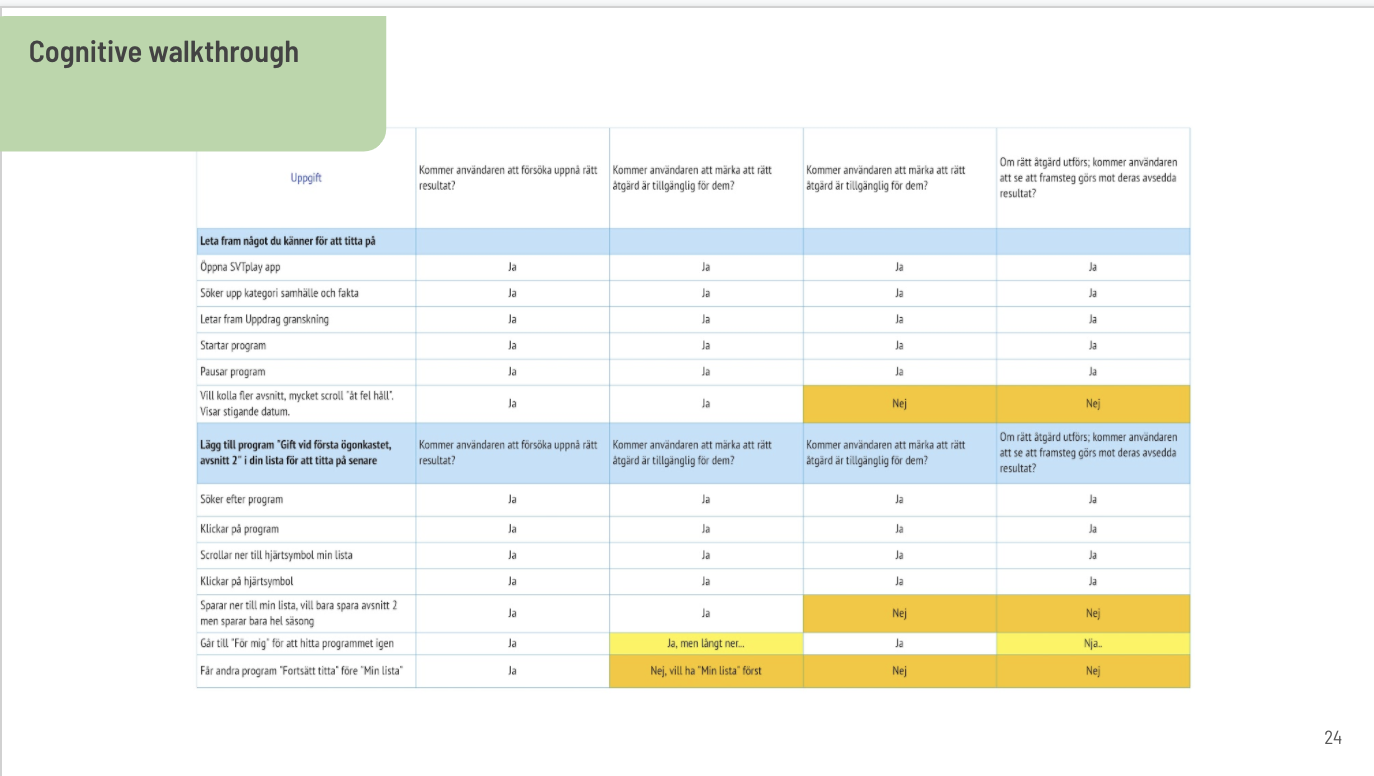 Cognitive walkthrough
Uppgift
Kommer användaren att försöka uppnå rätt
resultat?
Kommer användaren att märka att rätt
åtgärd är tillgänglig för dem?
Kommer användaren att märka att rätt
åtgärd är tillgänglig för dem?
Om rätt åtgärd utförs; kommer användaren
att se att framsteg görs mot deras avsedda
resultat?
Leta fram något du känner för att titta på
Öppna SVTplay app Ja Ja Ja Ja
Söker upp kategori samhälle och fakta Ja Ja Ja Ja
Letar fram Uppdrag granskning Ja Ja Ja Ja
Startar program Ja Ja Ja Ja
Pausar program Ja Ja Ja Ja
Vill kolla fler avsnitt, mycket scroll "åt fel håll".
Visar stigande datum.
Ja Ja Nej Nej
Lägg till program "Gift vid första ögonkastet,
avsnitt 2" i din lista för att titta på senare
Kommer användaren att försöka uppnå rätt
resultat?
Kommer användaren att märka att rätt
åtgärd är tillgänglig för dem?
Kommer användaren att märka att rätt
åtgärd är tillgänglig för dem?
Om rätt åtgärd utförs; kommer användaren
att se att framsteg görs mot deras avsedda
resultat?
Söker efter program Ja Ja Ja Ja
Klickar på program Ja Ja Ja Ja
Scrollar ner till hjärtsymbol min lista Ja Ja Ja Ja
Klickar på hjärtsymbol Ja Ja Ja Ja
Sparar ner till min lista, vill bara spara avsnitt 2
men sparar bara hel säsong
Ja Ja Nej Nej
Går till "För mig" för att hitta programmet igen Ja Ja, men långt ner... Ja Nja..
Får andra program "Fortsätt titta" före "Min lista" Ja Nej, vill ha "Min lista" först Nej Nej
24